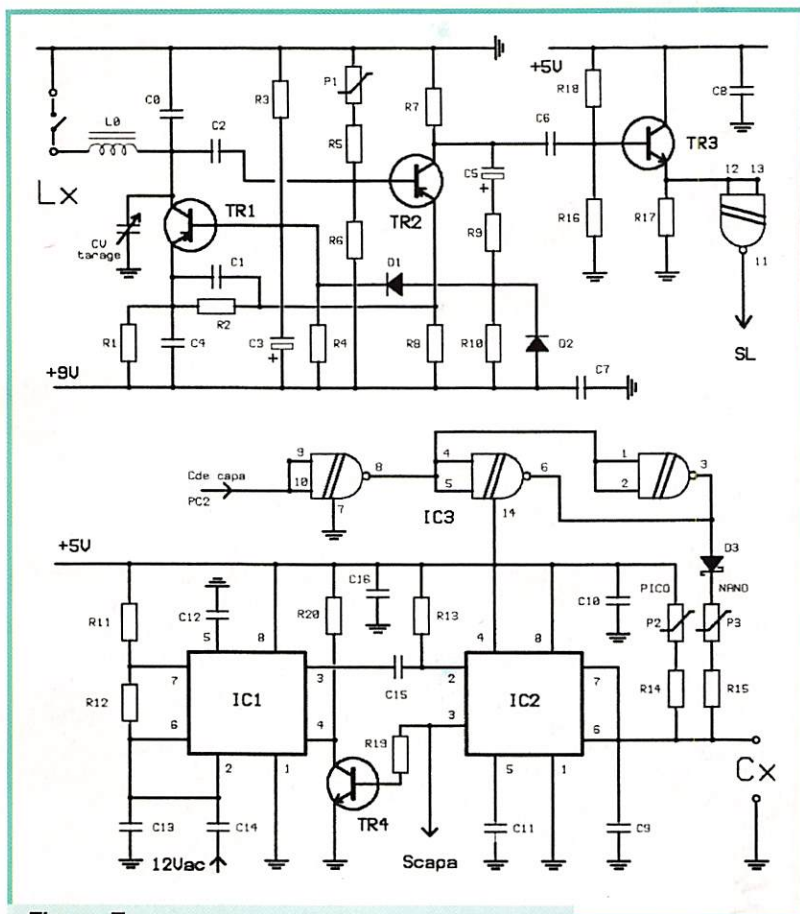 +5V
C0
L0
Lx
C2
CV
tarage
TR1
C1
R2
R1
C4
+9V
R3
C3
+
R4
P1
R5
R6
D1
R7
TR2
R8
C5
+
R9
R10
D2
C7
C6
R18
R16
TR3
R17
C8
12 13
11
SL
Cde capa
PC2
9
10
8
7
4
5
6
14
IC3
1
2
3
+5V
R11
R12
C12
5
8
7
6
IC1
3
4
2
1
C13
C14
12Vac
R20
C16
R13
C15
R19
TR4
Scapa
4
8
2
3
IC2
7
6
5
1
C11
C10
C9
D3
PICO
NANO
P2
P3
R14
R15
Cx